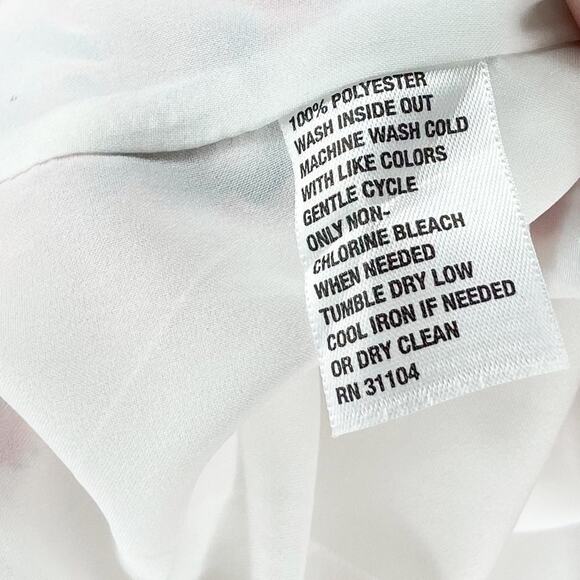 100% POLYESTER
WASH INSIDE OUT
MACHINE WASH COLD
WITH LIKE COLORS
GENTLE CYCLE
ONLY NON-
CHLORINE BLEACH
WHEN NEEDED
TUMBLE DRY LOW
COOL IRON IF NEEDED
OR DRY CLEAN
RN 31104